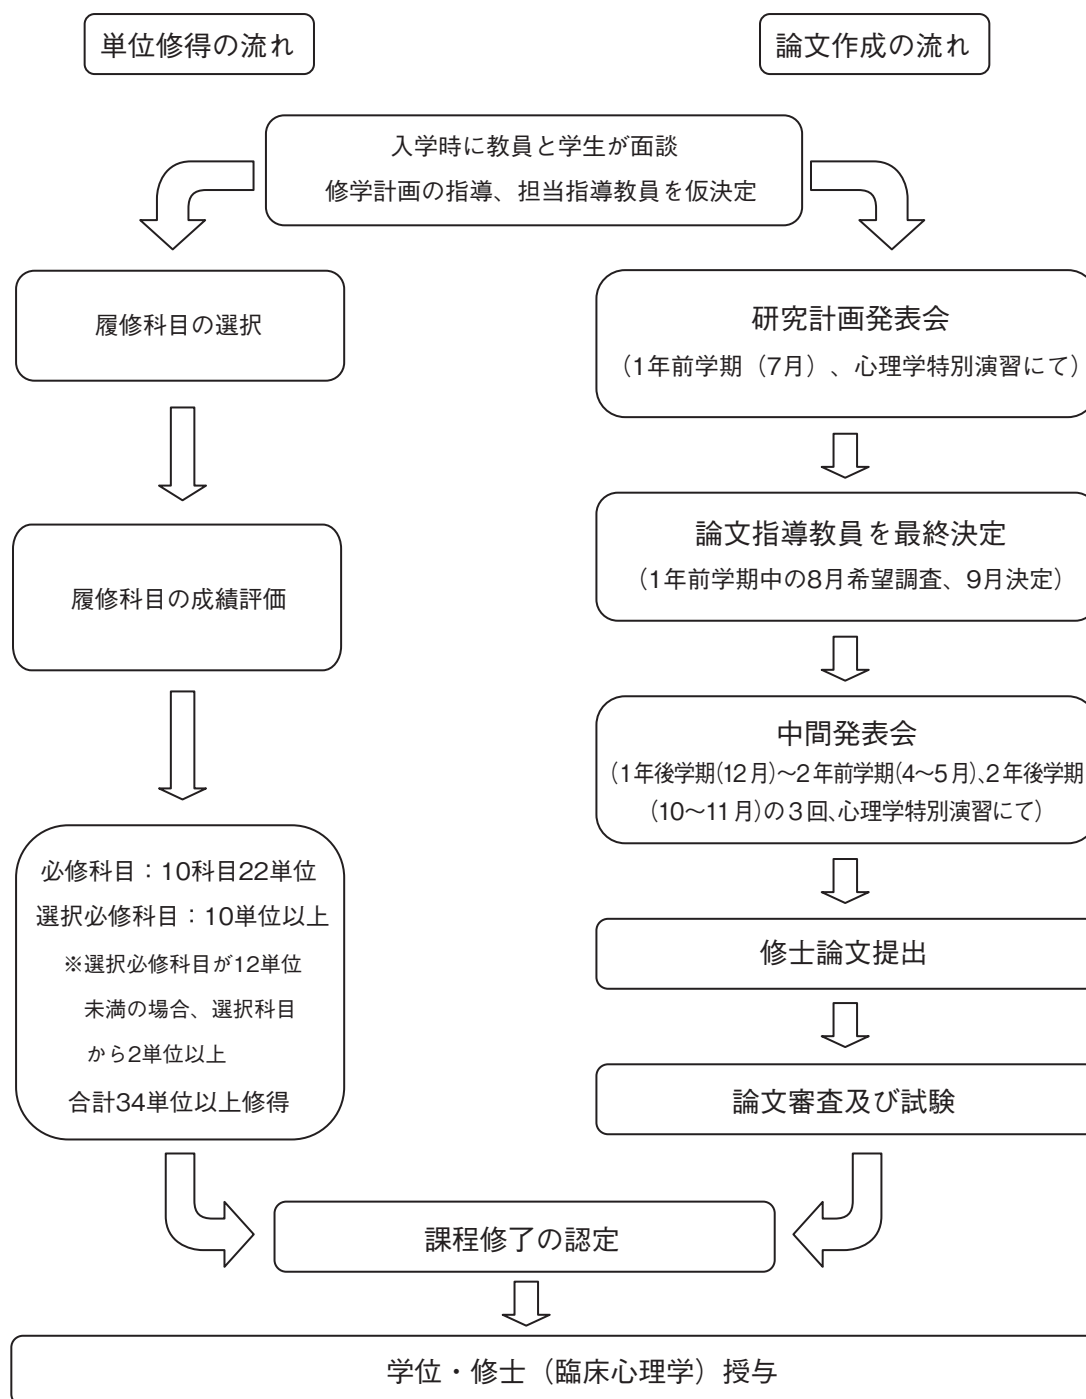 単位修得の流れ
論文作成の流れ
入学時に教員と学生が面談
修学計画の指導、担当指導教員を仮決定
履修科目の選択
履修科目の成績評価
必修科目：10科目22単位
選択必修科目：10単位以上
※選択必修科目が12単位
未満の場合、選択科目
から2単位以上
合計34単位以上修得
研究計画発表会
（1年前学期（7月）、心理学特別演習にて）
論文指導教員を最終決定
（1年前学期中の8月希望調査、9月決定）
中間発表会
（1年後学期(12月)～2年前学期(4～5月)、2年後学期
（10～11月)の3回、心理学特別演習にて）
修士論文提出
論文審査及び試験
課程修了の認定
学位・修士（臨床心理学）授与